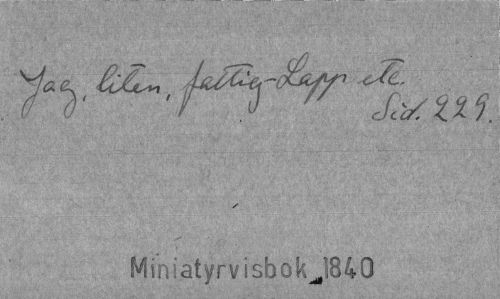 Jag, liten, fattig-Lapp etc.
Sid. 229.
Miniatyrvisbok 1840